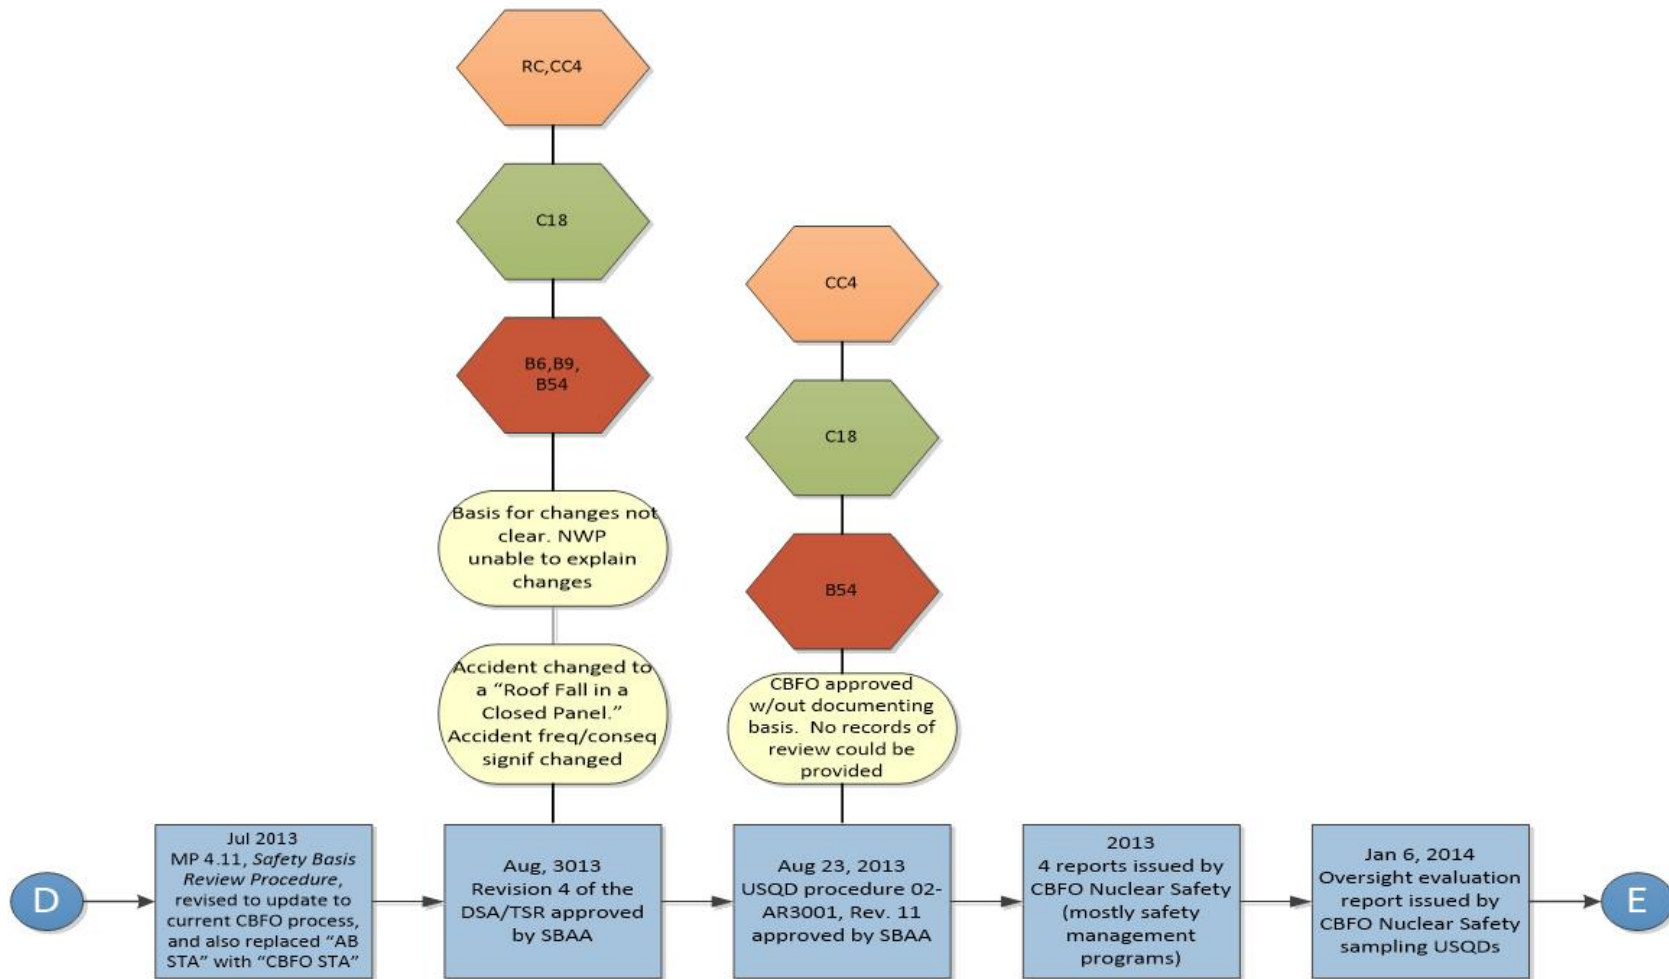 RC,CC4
C18
B6,B9,
B54
Basis for changes not
clear. NWP
unable to explain
changes
Accident changed to
a “Roof Fall in a
Closed Panel.”
Accident freq/conseq
signif changed
CC4
C18
B54
CBFO approved
w/out documenting
basis.  No records of
review could be
provided
D
Jul 2013
MP 4.11, Safety Basis
Review Procedure,
revised to update to
current CBFO process,
and also replaced “AB
STA” with “CBFO STA”
Aug, 3013
Revision 4 of the
DSA/TSR approved
by SBAA
Aug 23, 2013
USQD procedure 02-
AR3001, Rev. 11
approved by SBAA
2013
4 reports issued by
CBFO Nuclear Safety
(mostly safety
management
programs)
Jan 6, 2014
Oversight evaluation
report issued by
CBFO Nuclear Safety
sampling USQDs
E